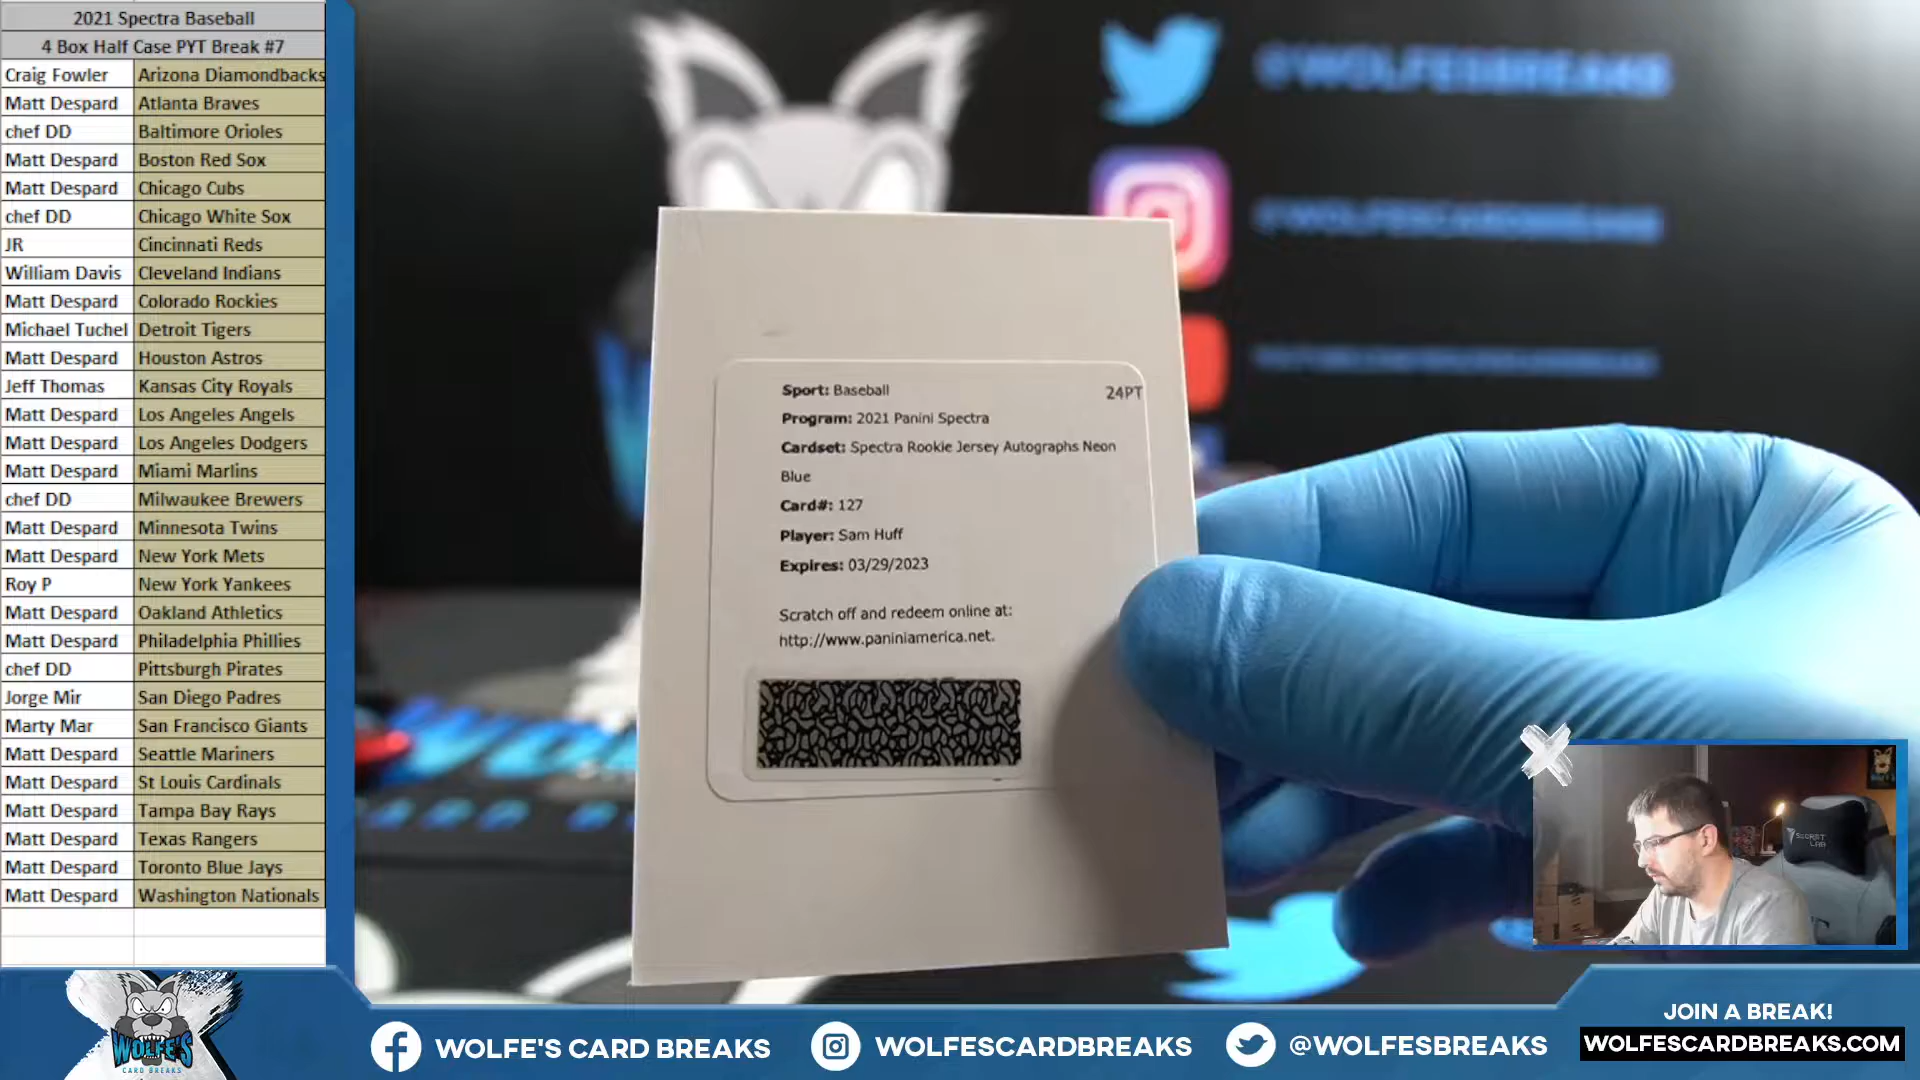 2021 Spectra Baseball
4 Box Half Case PYT Break #7
Craig Fowler Arizona Diamondbacks
Matt Despard Atlanta Braves
chef DD Baltimore Orioles
Matt Despard Boston Red Sox
Matt Despard Chicago Cubs
chef DD Chicago White Sox
JR Cincinnati Reds
William Davis Cleveland Indians
Matt Despard Colorado Rockies
Michael Tuchel Detroit Tigers
Matt Despard Houston Astros
Jeff Thomas Kansas City Royals
Matt Despard Los Angeles Angels
Matt Despard Los Angeles Dodgers
Matt Despard Miami Marlins
chef DD Milwaukee Brewers
Matt Despard Minnesota Twins
Matt Despard New York Mets
Roy P New York Yankees
Matt Despard Oakland Athletics
Matt Despard Philadelphia Phillies
chef DD Pittsburgh Pirates
Jorge Mir San Diego Padres
Marty Mar San Francisco Giants
Matt Despard Seattle Mariners
Matt Despard St Louis Cardinals
Matt Despard Tampa Bay Rays
Matt Despard Texas Rangers
Matt Despard Toronto Blue Jays
Matt Despard Washington Nationals
@WOLFESBREAKS
@WOLFESCARDBREAKS
Sport: Baseball 24PT
Program: 2021 Panini Spectra
Cardset: Spectra Rookie Jersey Autographs Neon
Blue
Card#: 127
Player: Sam Huff
Expires: 03/29/2023
Scratch off and redeem online at:
http://www.paniniamerica.net.
SECRET
LAB
WOLFE'S
CARD BREAKS
WOLFE'S CARD BREAKS
WOLFESCARDBREAKS
@WOLFESBREAKS
JOIN A BREAK!
WOLFESCARDBREAKS.COM